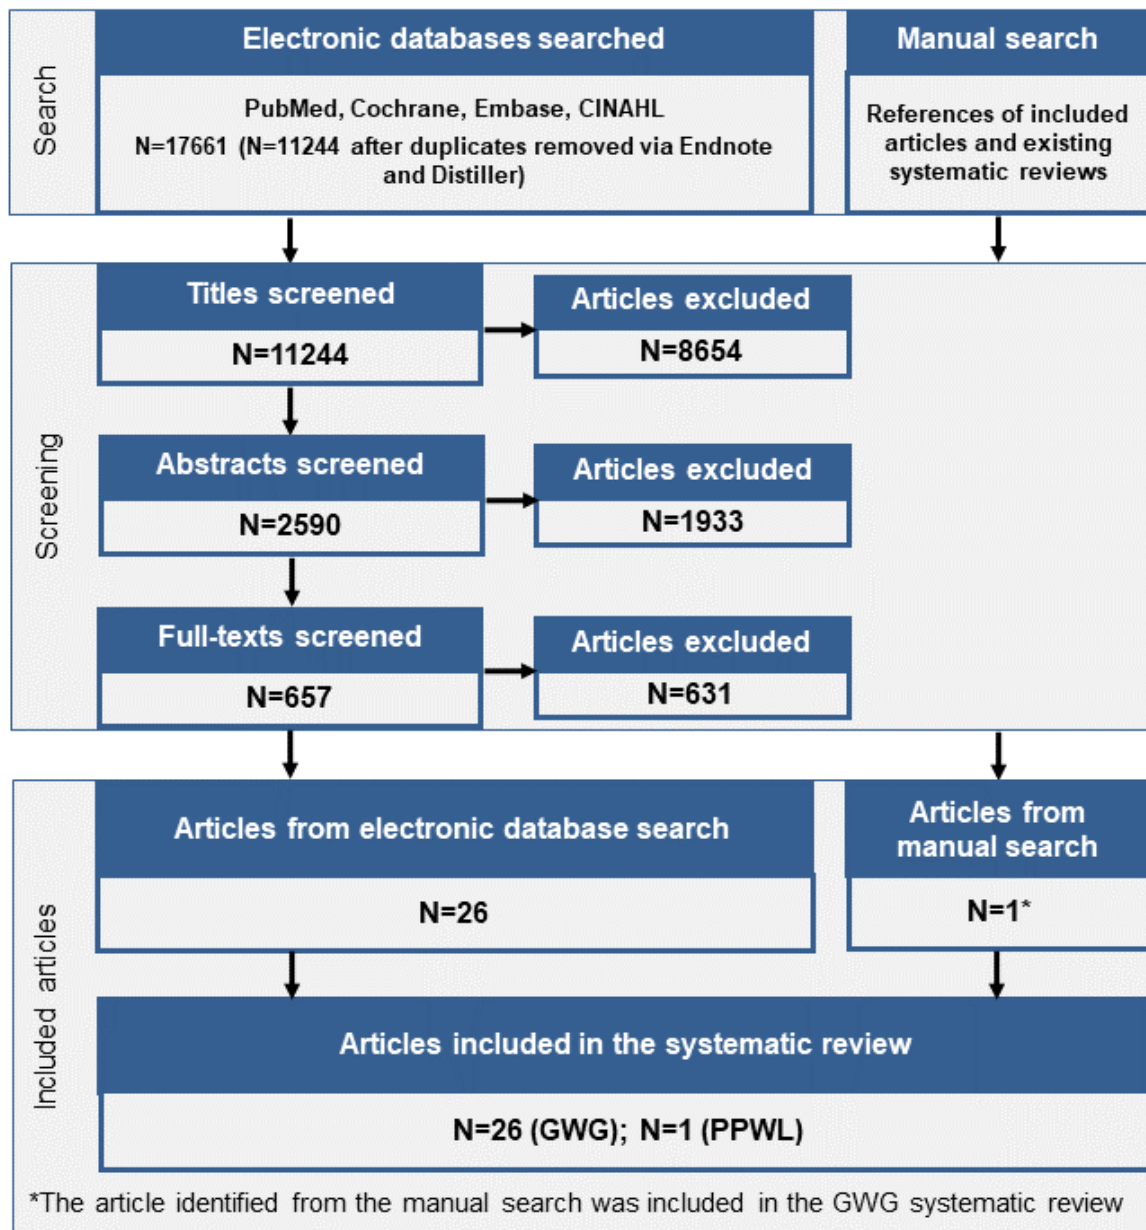 Search
Electronic databases searched
PubMed, Cochrane, Embase, CINAHL
N=17661 (N=11244 after duplicates removed via Endnote
and Distiller)
Manual search
References of included
articles and existing
systematic reviews
Screening
Titles screened
N=11244
Articles excluded
N=8654
Abstracts screened
N=2590
Articles excluded
N=1933
Full-texts screened
N=657
Articles excluded
N=631
Included articles
Articles from electronic database search
N=26
Articles from
manual search
N=1*
Articles included in the systematic review
N=26 (GWG); N=1 (PPWL)
*The article identified from the manual search was included in the GWG systematic review